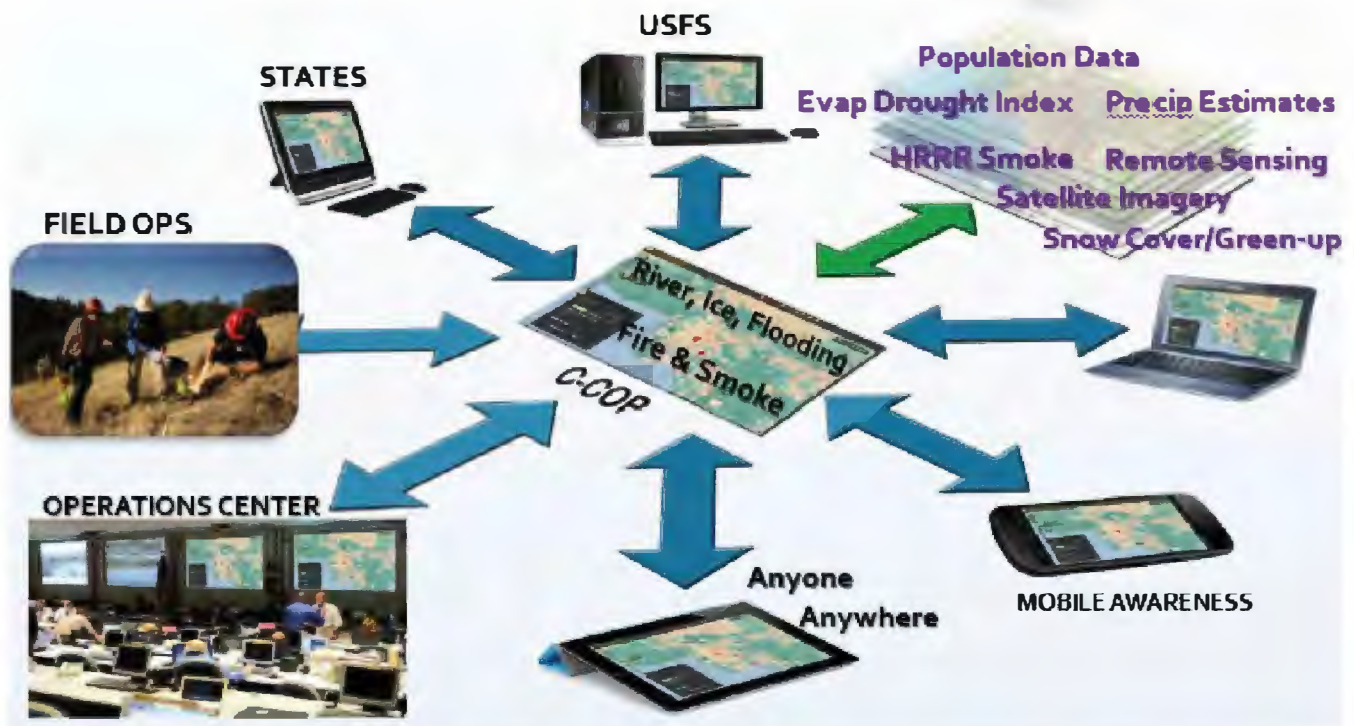 USFS
STATES
Population Data
Evap Drought Index Precip Estimates
HRRR Smoke Remote Sensing
Satellite Imagery
Snow Cover/Green-up
FIELD OPS
River, Ice, Flooding
Fire & Smoke
C-COP
OPERATIONS CENTER
Anyone
Anywhere
MOBILE AWARENESS